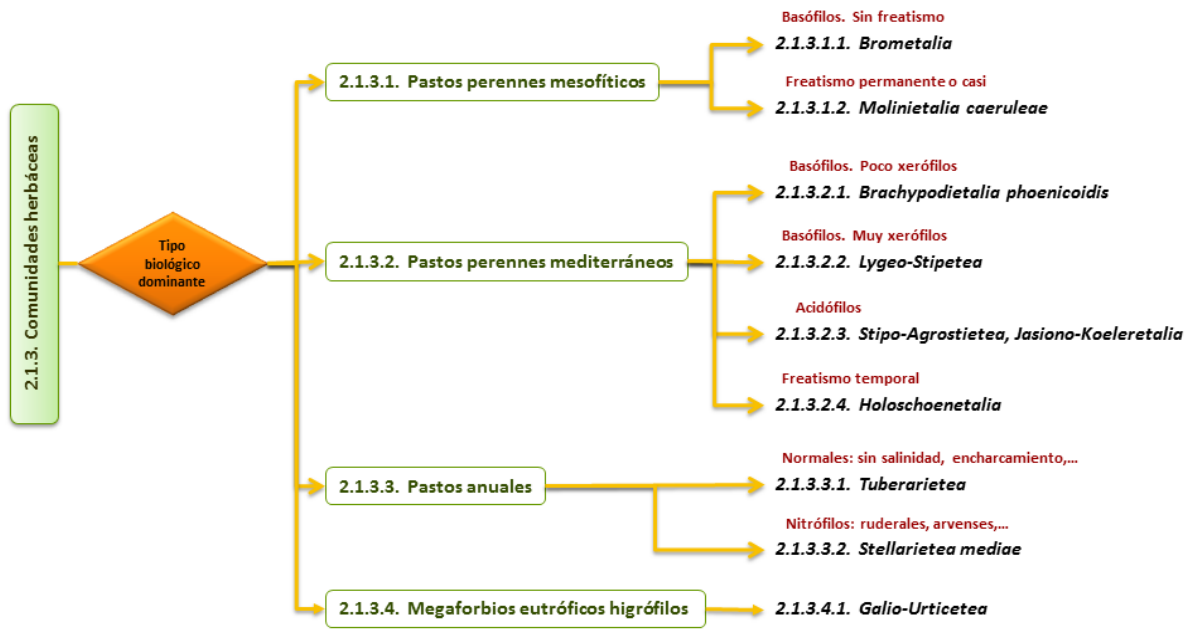 2.1.3. Comunidades herbáceas
Tipo
biológico
dominante
2.1.3.1. Pastos perennes mesofíticos
Basófilos. Sin freatismo
2.1.3.1.1. Brometalia
Freatismo permanente o casi
2.1.3.1.2. Molinietalia caeruleae
2.1.3.2. Pastos perennes mediterráneos
Basófilos. Poco xerófilos
2.1.3.2.1. Brachypodietalia phoenicoidis
Basófilos. Muy xerófilos
2.1.3.2.2. Lygeo-Stipetea
Acidófilos
2.1.3.2.3. Stipo-Agrostietea, Jasiono-Koeleretalia
Freatismo temporal
2.1.3.2.4. Holoschoenetalia
2.1.3.3. Pastos anuales
Normales: sin salinidad, encharcamiento,...
2.1.3.3.1. Tuberarietea
Nitrófilos: ruderales, arvenses,...
2.1.3.3.2. Stellarietea mediae
2.1.3.4. Megaforbios eutróficos higrófilos
2.1.3.4.1. Galio-Urticetea